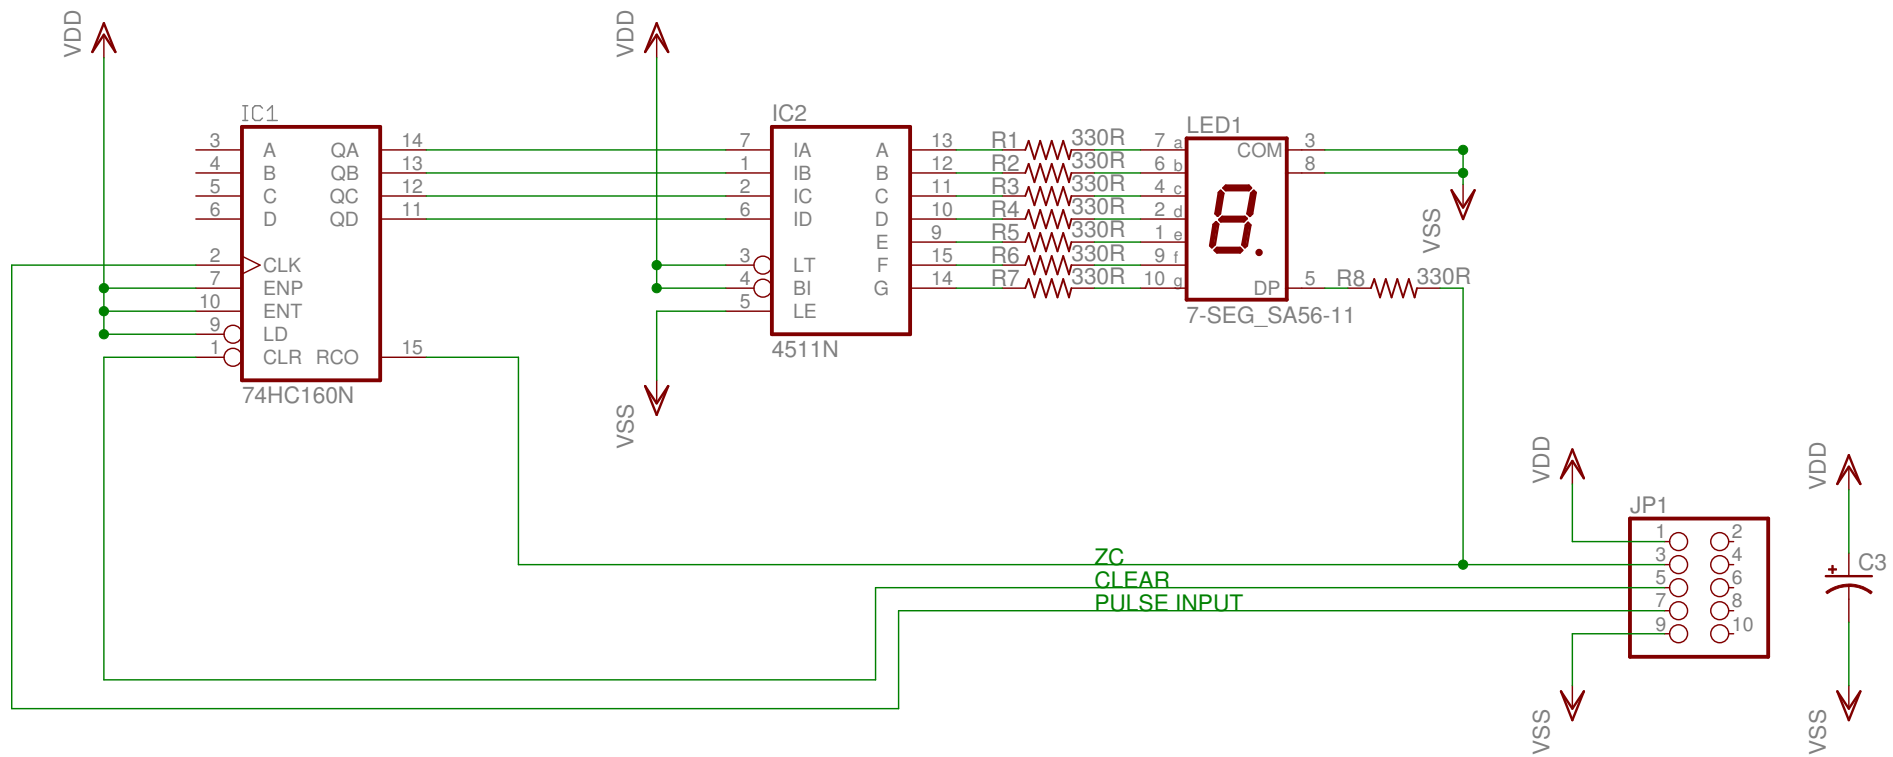 VDD
VDD
IC1
3 A QA 14
4 B QB 13
5 C QC 12
6 D QD 11
2 CLK
7 ENP
10 ENT
9 LD
1 CLR RCO 15
74HC160N
IC2
7 IA A 13
1 IB B 12
2 IC C 11
6 ID D 10
E 9
3 LT F 15
4 BI G 14
5 LE
4511N
VSS
R1 330R
R2 330R
R3 330R
R4 330R
R5 330R
R6 330R
R7 330R
LED1
7 a COM 3
6 b 8
4 c
2 d
1 e
9 f
10 g DP 5
7-SEG_SA56-11
VSS
R8 330R
ZC
CLEAR
PULSE INPUT
VDD
JP1
1 2
3 4
5 6
7 8
9 10
VSS
VDD
+ C3
VSS